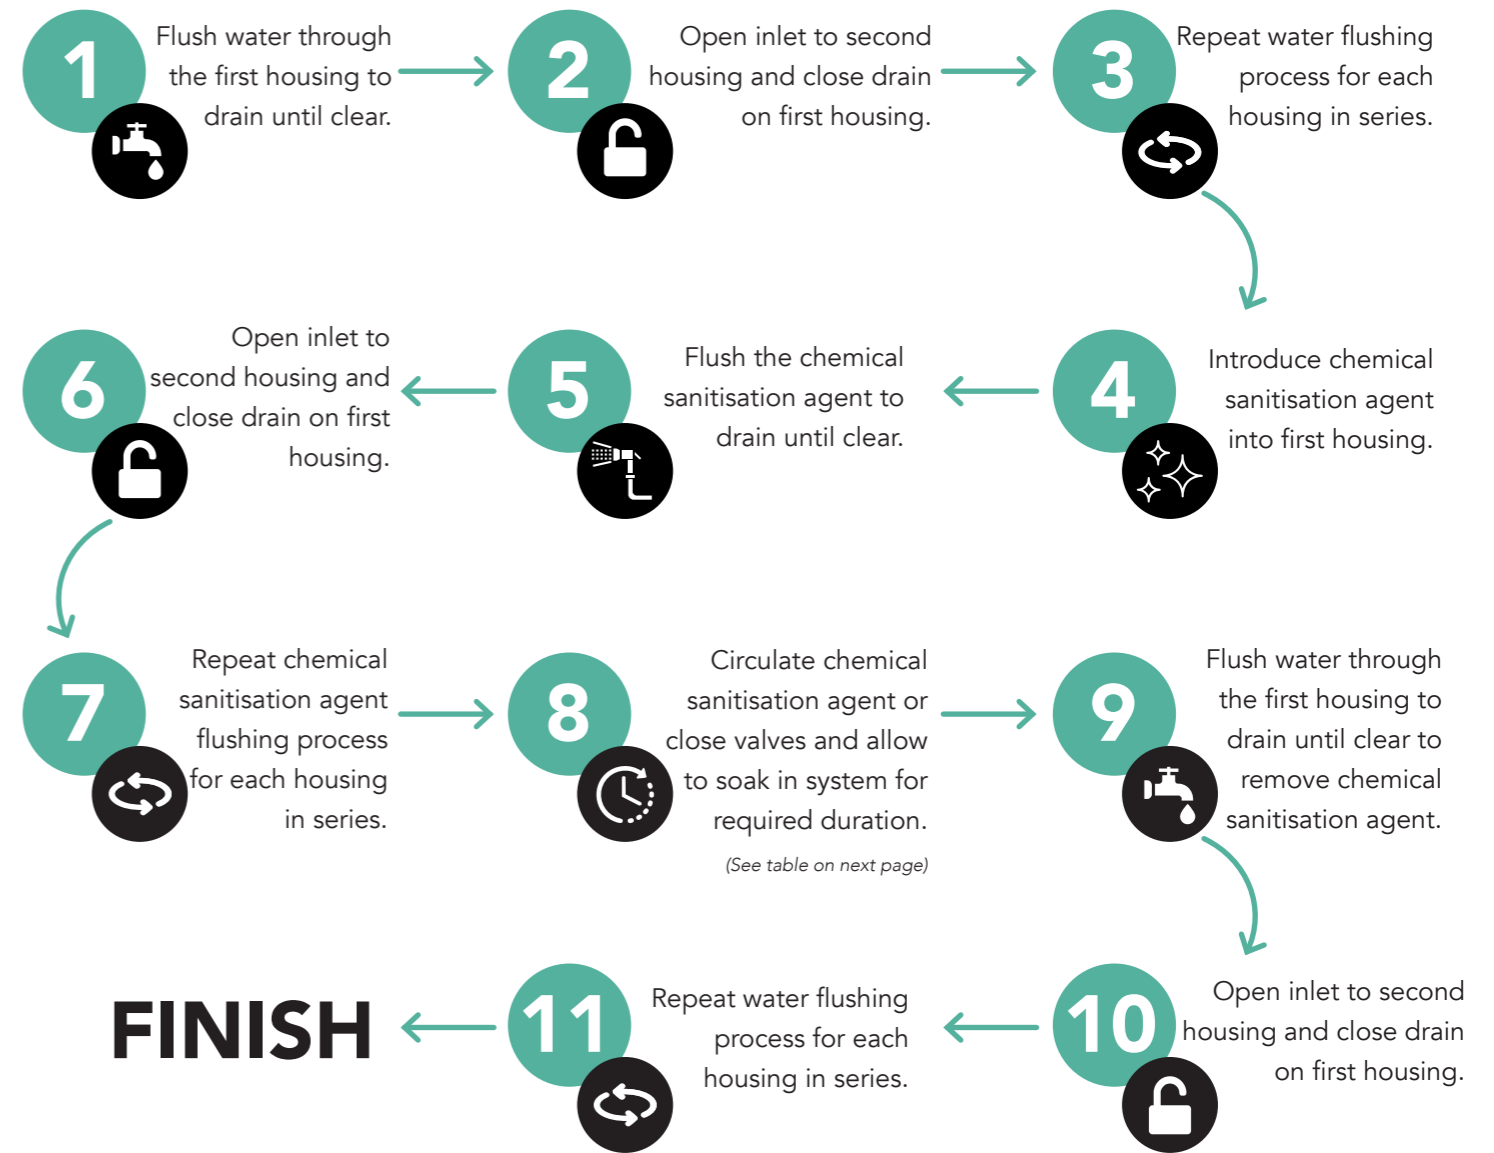 1
Flush water through
the first housing to
drain until clear.
2
Open inlet to second
housing and close drain
on first housing.
3
Repeat water flushing
process for each
housing in series.
4
Introduce chemical
sanitisation agent
into first housing.
5
Flush the chemical
sanitisation agent to
drain until clear.
6
Open inlet to
second housing and
close drain on first
housing.
7
Repeat chemical
sanitisation agent
flushing process
for each housing
in series.
8
Circulate chemical
sanitisation agent or
close valves and allow
to soak in system for
required duration.
(See table on next page)
9
Flush water through
the first housing to
drain until clear to
remove chemical
sanitisation agent.
10
Open inlet to second
housing and close drain
on first housing.
11
Repeat water flushing
process for each
housing in series.
FINISH